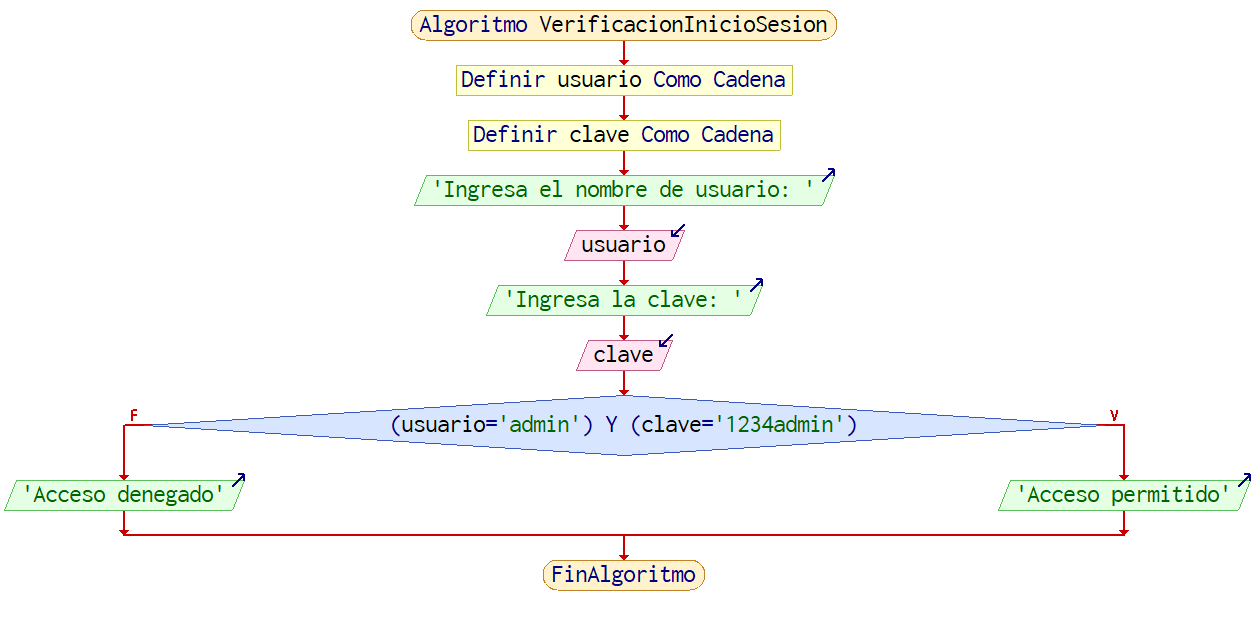 Algoritmo VerificacionInicioSesion
Definir usuario Como Cadena
Definir clave Como Cadena
'Ingresa el nombre de usuario: '
usuario
'Ingresa la clave: '
clave
F
(usuario='admin') Y (clave='1234admin')
V
'Acceso denegado'
'Acceso permitido'
FinAlgoritmo